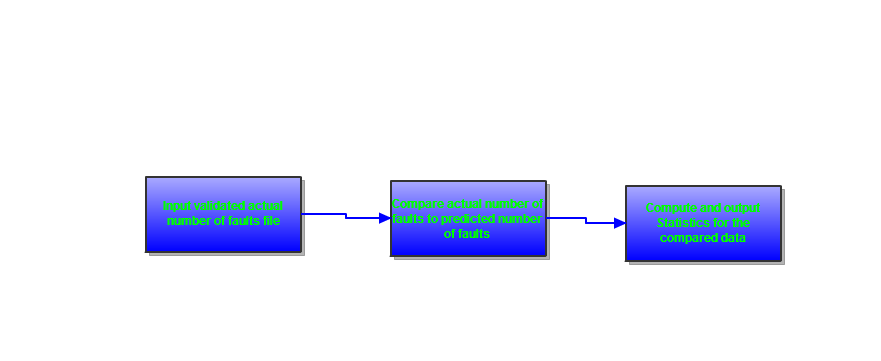 Input validated actual
number of faults file
Compare actual number of
faults to predicted number
of faults
Compute and output
Statistics for the
compared data